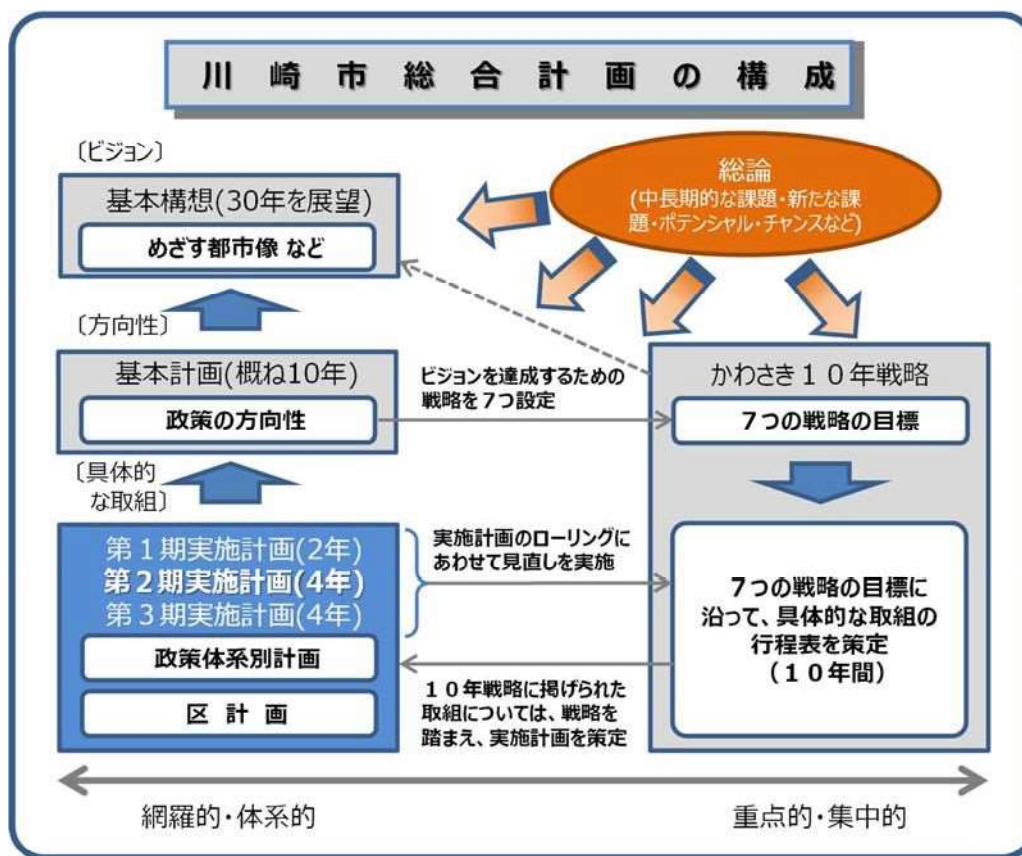 川崎市総合計画の構成
〔ビジョン〕
基本構想(30年を展望)
めざす都市像 など
総論
(中長期的な課題・新たな課
題・ポテンシャル・チャンスなど)
〔方向性〕
基本計画(概ね10年)
政策の方向性
ビジョンを達成するための
戦略を7つ設定
かわさき10年戦略
7つの戦略の目標
〔具体的
な取組〕
第1期実施計画(2年)
第2期実施計画(4年)
第3期実施計画(4年)
政策体系別計画
区 計 画
実施計画のローリングに
あわせて見直しを実施
10年戦略に掲げられた
取組については、戦略を
踏まえ、実施計画を策定
7つの戦略の目標に
沿って、具体的な取組の
行程表を策定
(10年間)
網羅的・体系的
重点的・集中的